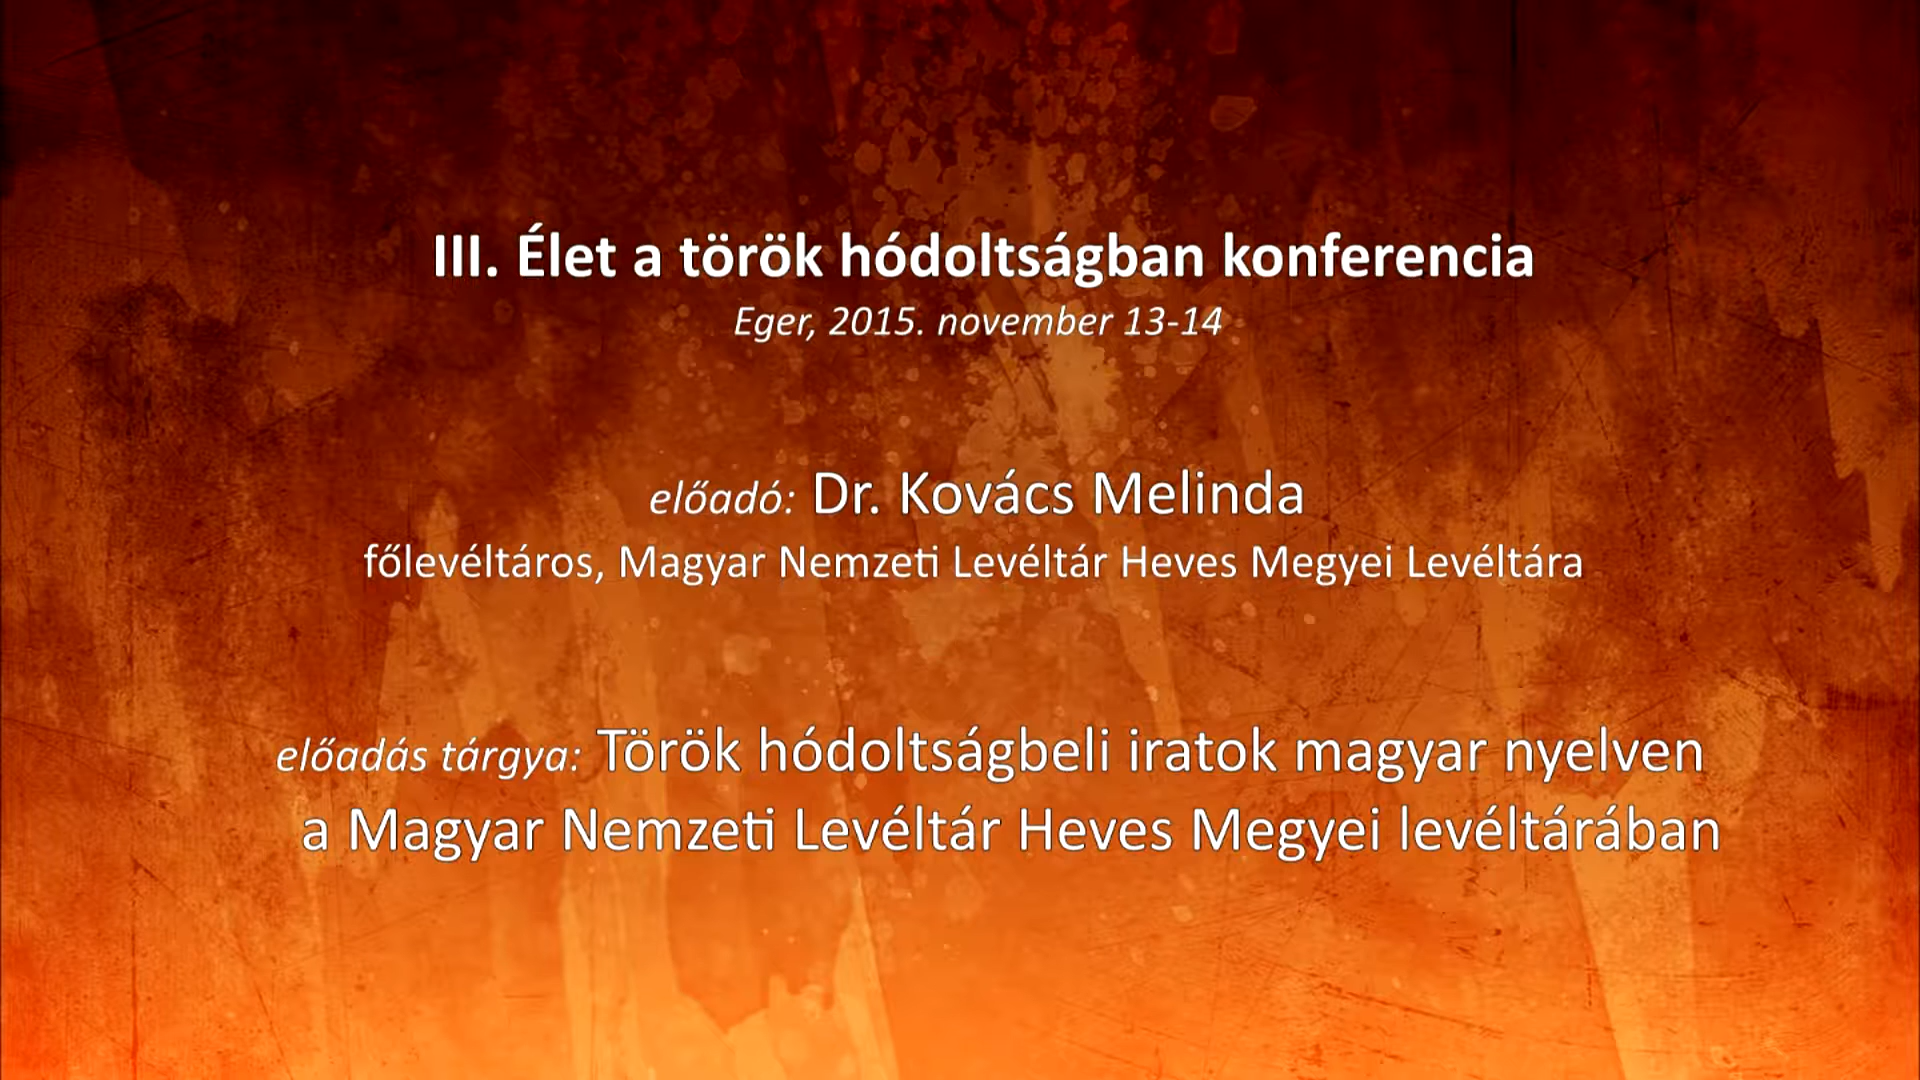 III. Élet a török hódoltságban konferencia
Eger, 2015. november 13-14
előadó: Dr. Kovács Melinda
főlevéltáros, Magyar Nemzeti Levéltár Heves Megyei Levéltára
előadás tárgya: Török hódoltságbeli iratok magyar nyelven
a Magyar Nemzeti Levéltár Heves Megyei levéltárában